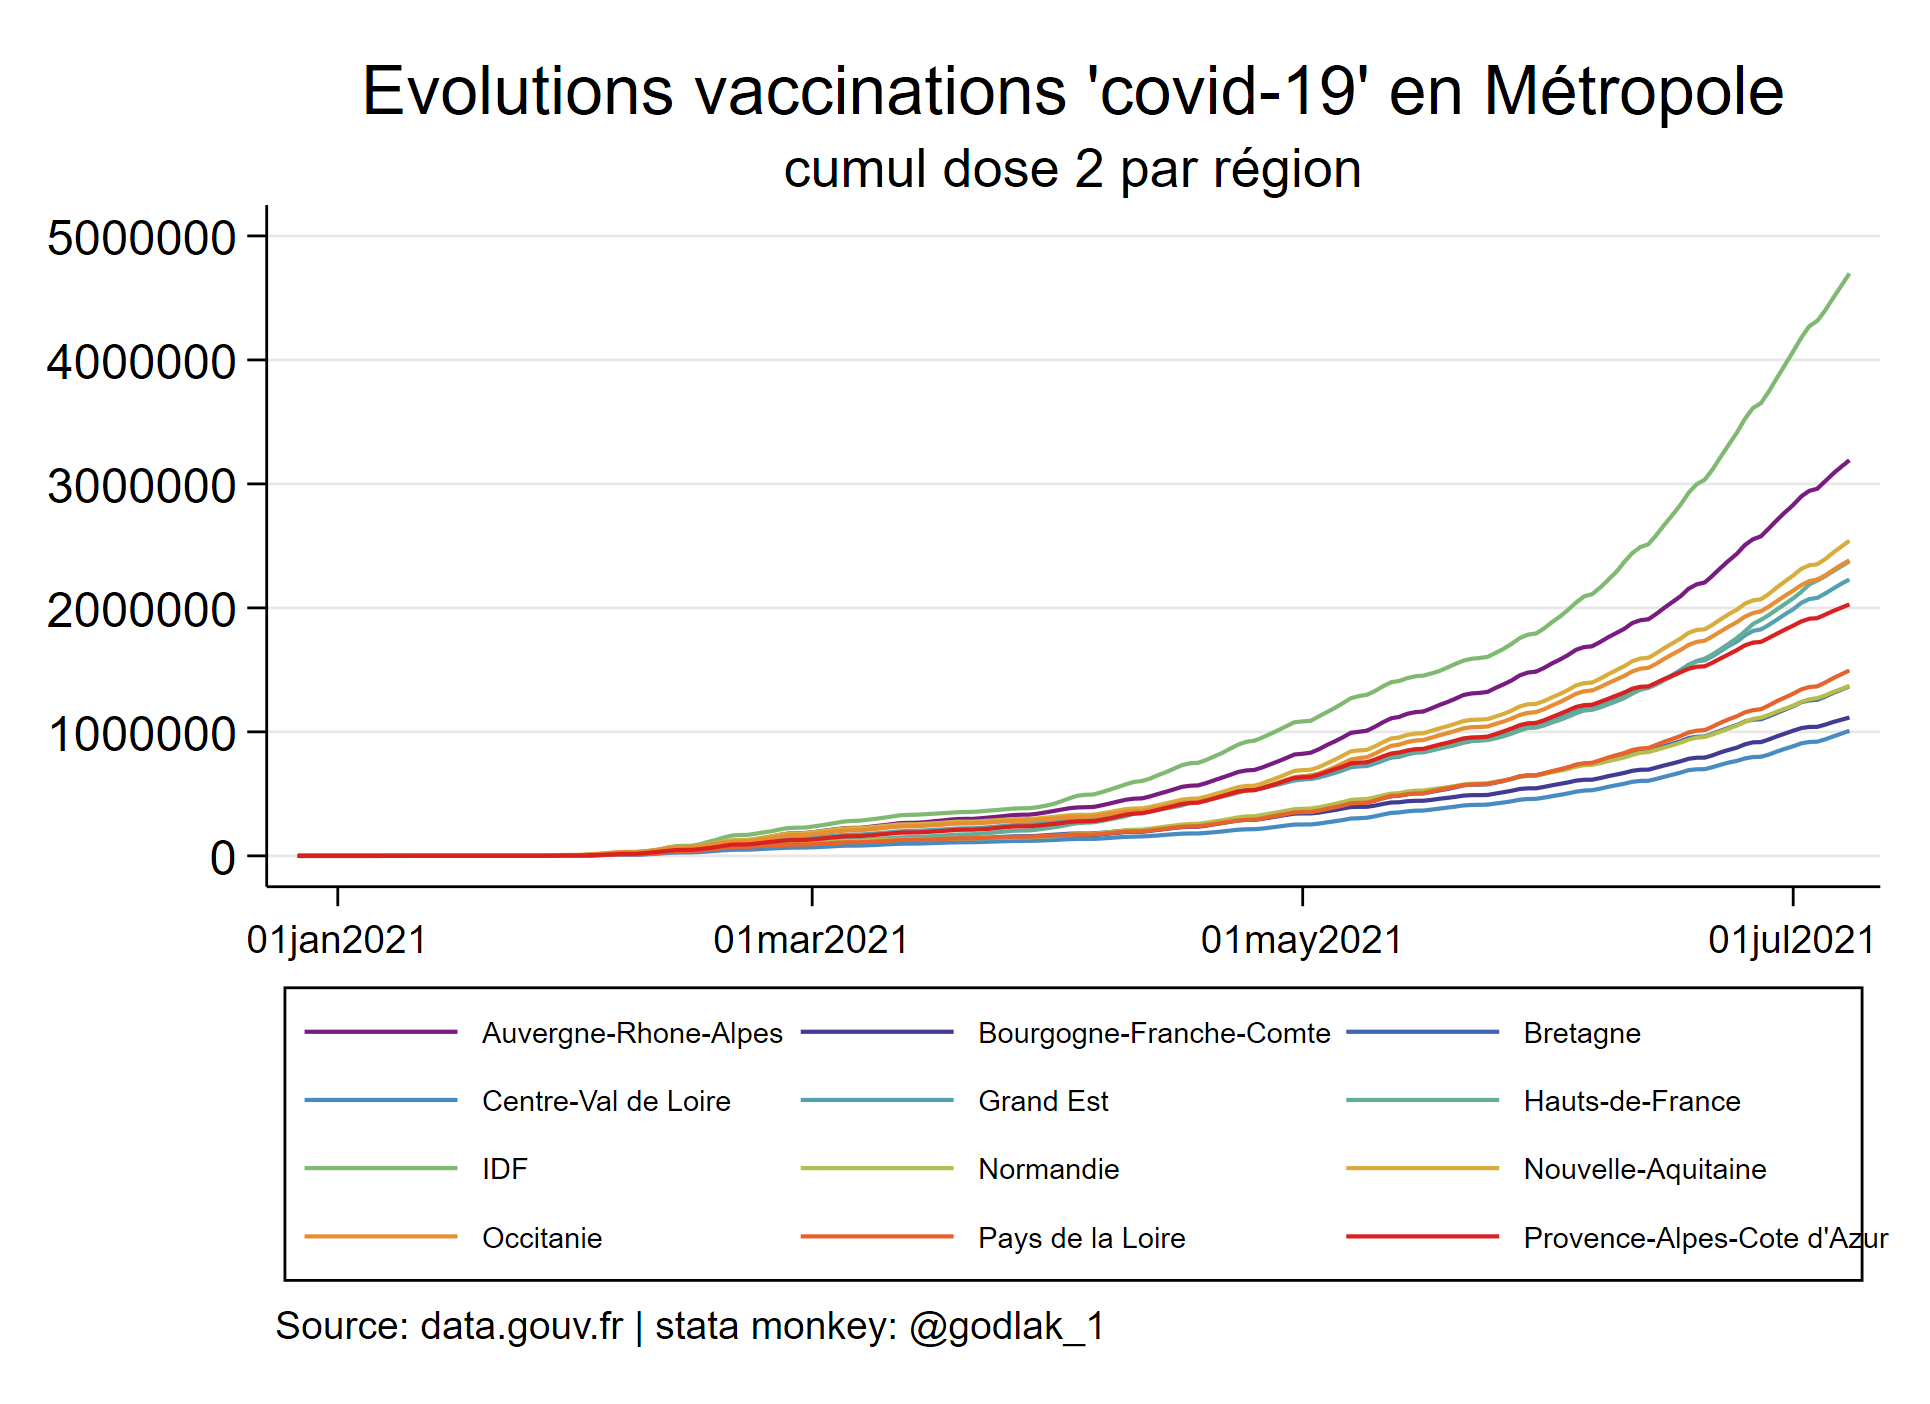 Evolutions vaccinations 'covid-19' en Métropole
cumul dose 2 par région
5000000
4000000
3000000
2000000
1000000
0
01jan2021 01mar2021 01may2021 01jul2021
Auvergne-Rhone-Alpes Bourgogne-Franche-Comte Bretagne
Centre-Val de Loire Grand Est Hauts-de-France
IDF Normandie Nouvelle-Aquitaine
Occitanie Pays de la Loire Provence-Alpes-Cote d'Azur
Source: data.gouv.fr | stata monkey: @godlak_1